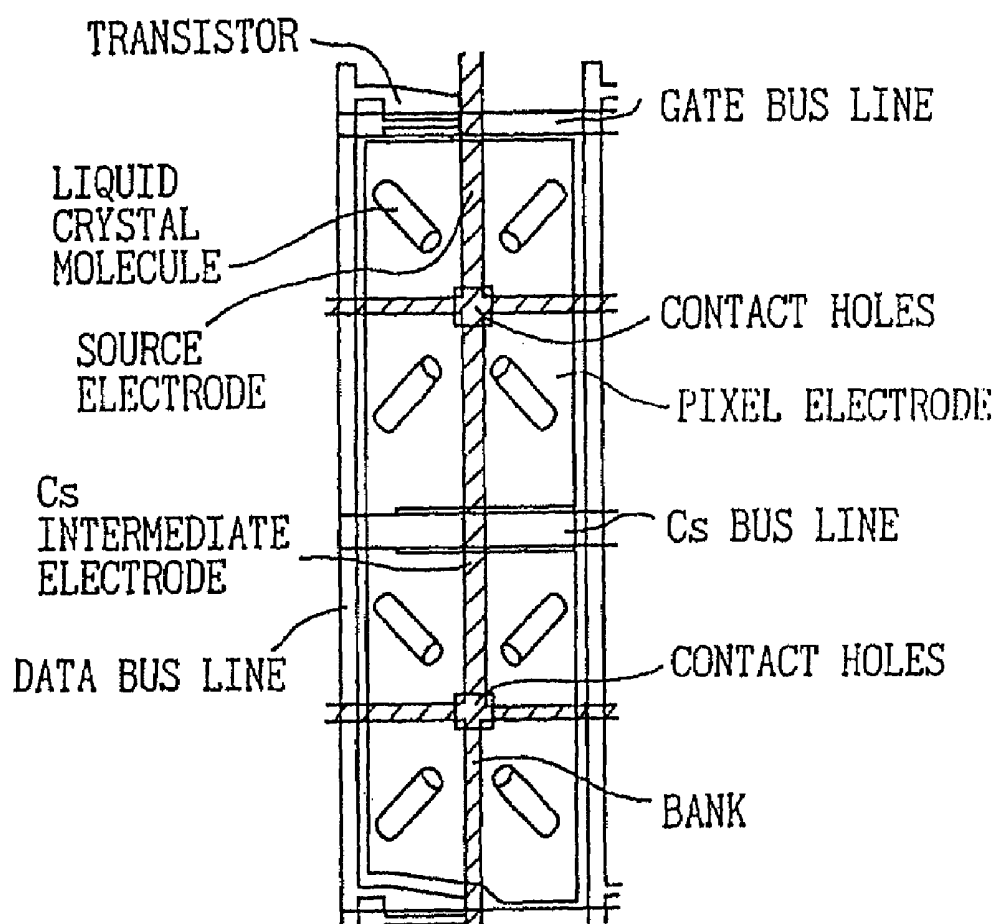 TRANSISTOR
GATE BUS LINE
LIQUID
CRYSTAL
MOLECULE
SOURCE
ELECTRODE
CONTACT HOLES
PIXEL ELECTRODE
Cs
INTERMEDIATE
ELECTRODE
Cs BUS LINE
DATA BUS LINE
CONTACT HOLES
BANK